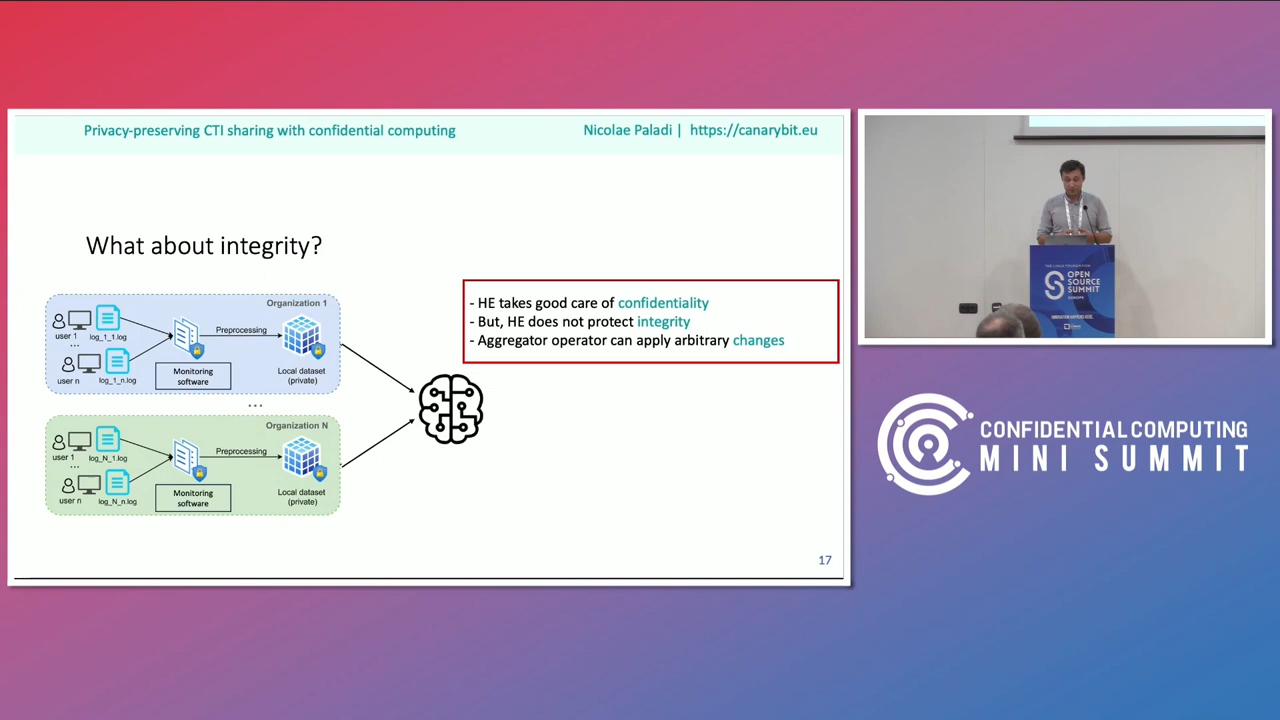 Privacy-preserving CTI sharing with confidential computing
Nicolae Paladi | https://canarybit.eu
What about integrity?
Organization 1
user 1
log_1_1.log
...
user n
log_1_n.log
Preprocessing
Monitoring
software
Local dataset
(private)
...
Organization N
user 1
log_N_1.log
...
user n
log_N_n.log
Preprocessing
Monitoring
software
Local dataset
(private)
- HE takes good care of confidentiality
- But, HE does not protect integrity
- Aggregator operator can apply arbitrary changes
17
THE LINUX FOUNDATION
OPEN
SOURCE
SUMMIT
EUROPE
CONFIDENTIAL COMPUTING
MINI SUMMIT